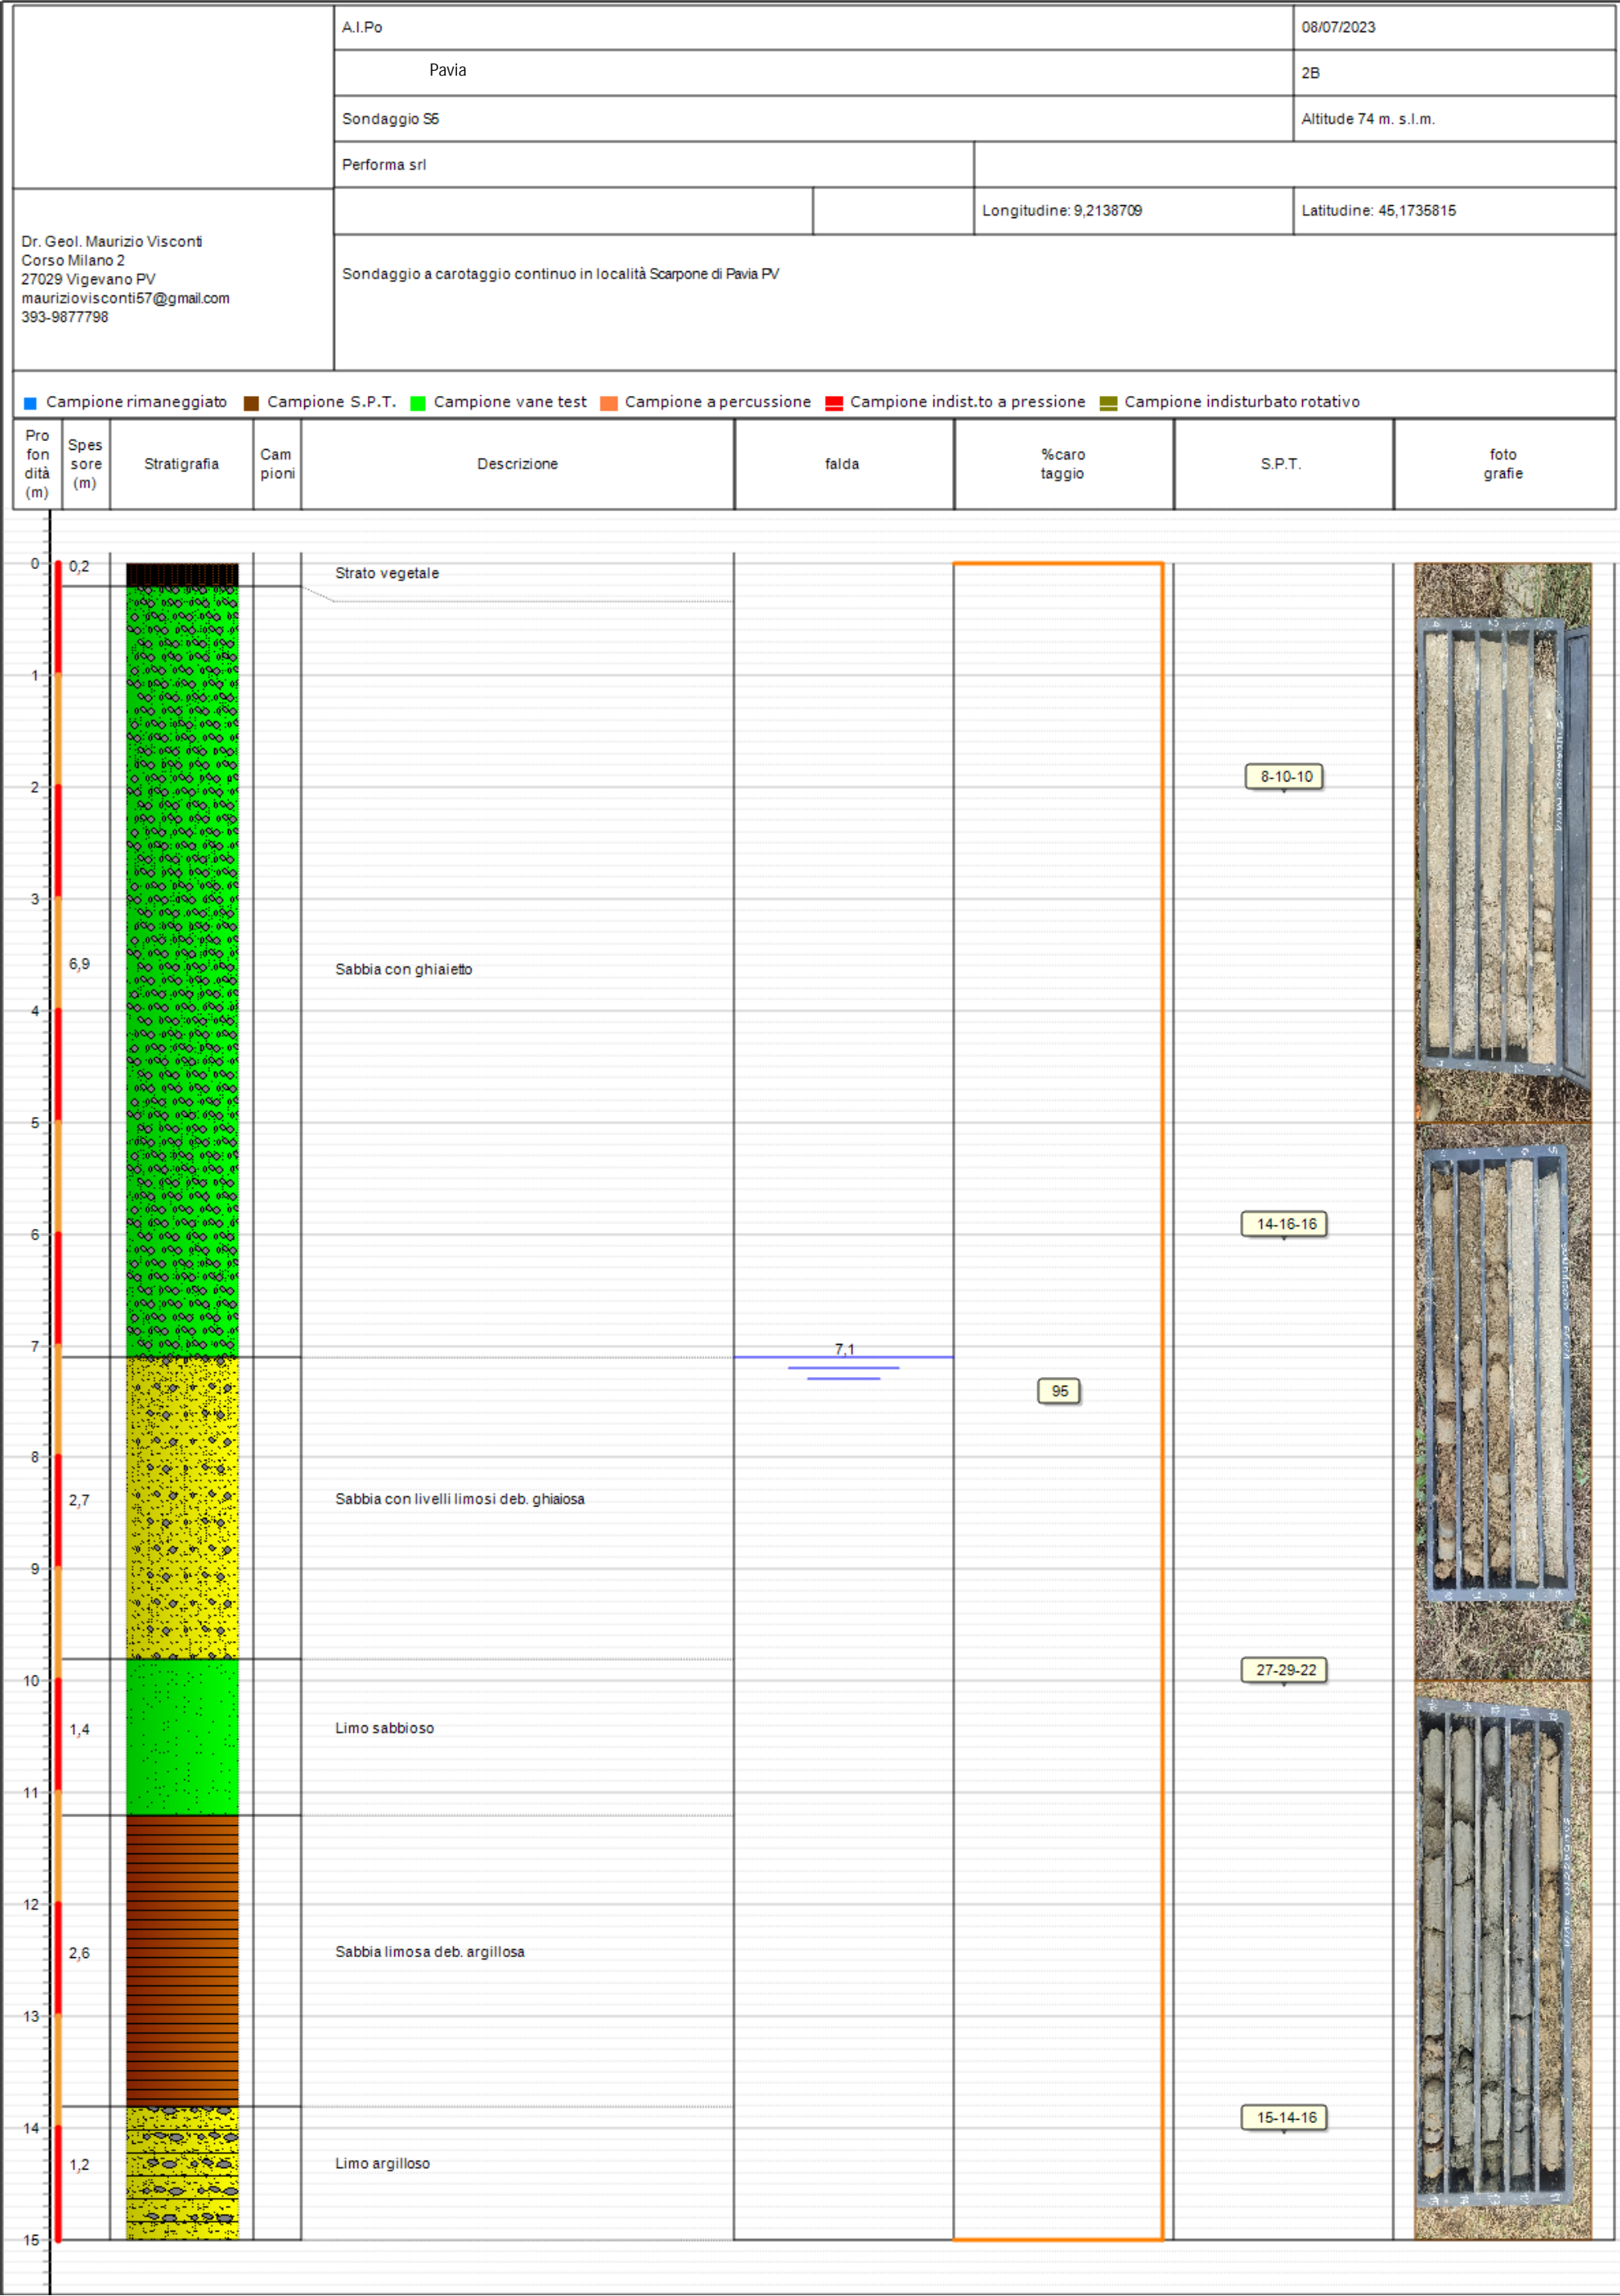 A.I.Po
08/07/2023
Pavia
2B
Sondaggio S5
Altitude 74 m. s.l.m.
Performa srl
Longitudine: 9,2138709
Latitudine: 45,1735815
Dr. Geol. Maurizio Visconti
Corso Milano 2
27029 Vigevano PV
mauriziovisconti57@gmail.com
393-9877798
Sondaggio a carotaggio continuo in località Scarpone di Pavia PV
Campione rimaneggiato Campione S.P.T. Campione vane test Campione a percussione Campione indist.to a pressione Campione indisturbato rotativo
Pro
fon
dità
(m)
Spes
sore
(m)
Stratigrafia
Cam
pioni
Descrizione
falda
%caro
taggio
S.P.T.
foto
grafie
0
0,2
Strato vegetale
1
2
8-10-10
3
6,9
Sabbia con ghiaietto
4
5
6
14-16-16
7
7,1
95
8
2,7
Sabbia con livelli limosi deb. ghiaiosa
9
10
27-29-22
1,4
Limo sabbioso
11
12
2,6
Sabbia limosa deb. argillosa
13
14
15-14-16
1,2
Limo argilloso
15